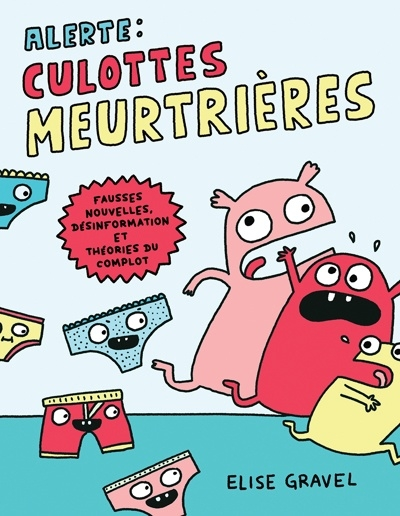 ALERTE:
CULOTTES
MEURTRIÈRES
FAUSSES
NOUVELLES,
DÉSINFORMATION
ET
THÉORIES DU
COMPLOT
ELISE GRAVEL